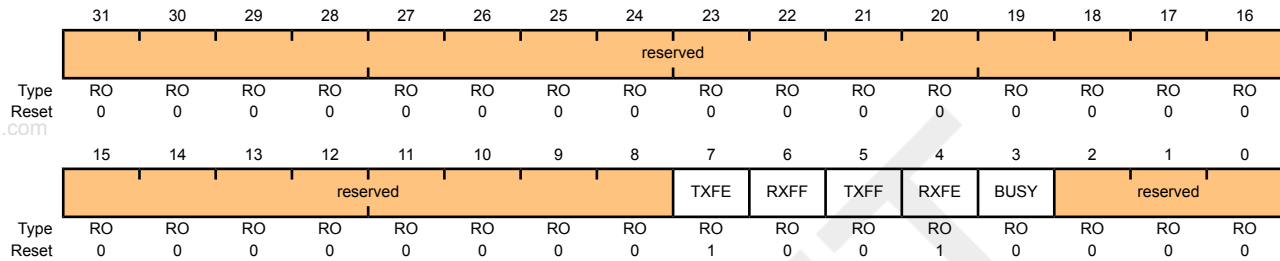 31 30 29 28 27 26 25 24 23 22 21 20 19 18 17 16
reserved
Type RO RO RO RO RO RO RO RO RO RO RO RO RO RO RO RO
Reset 0 0 0 0 0 0 0 0 0 0 0 0 0 0 0 0
.com
15 14 13 12 11 10 9 8 7 6 5 4 3 2 1 0
reserved TXFE RXFF TXFF RXFE BUSY reserved
Type RO RO RO RO RO RO RO RO RO RO RO RO RO RO RO RO
Reset 0 0 0 0 0 0 0 0 1 0 0 1 0 0 0 0